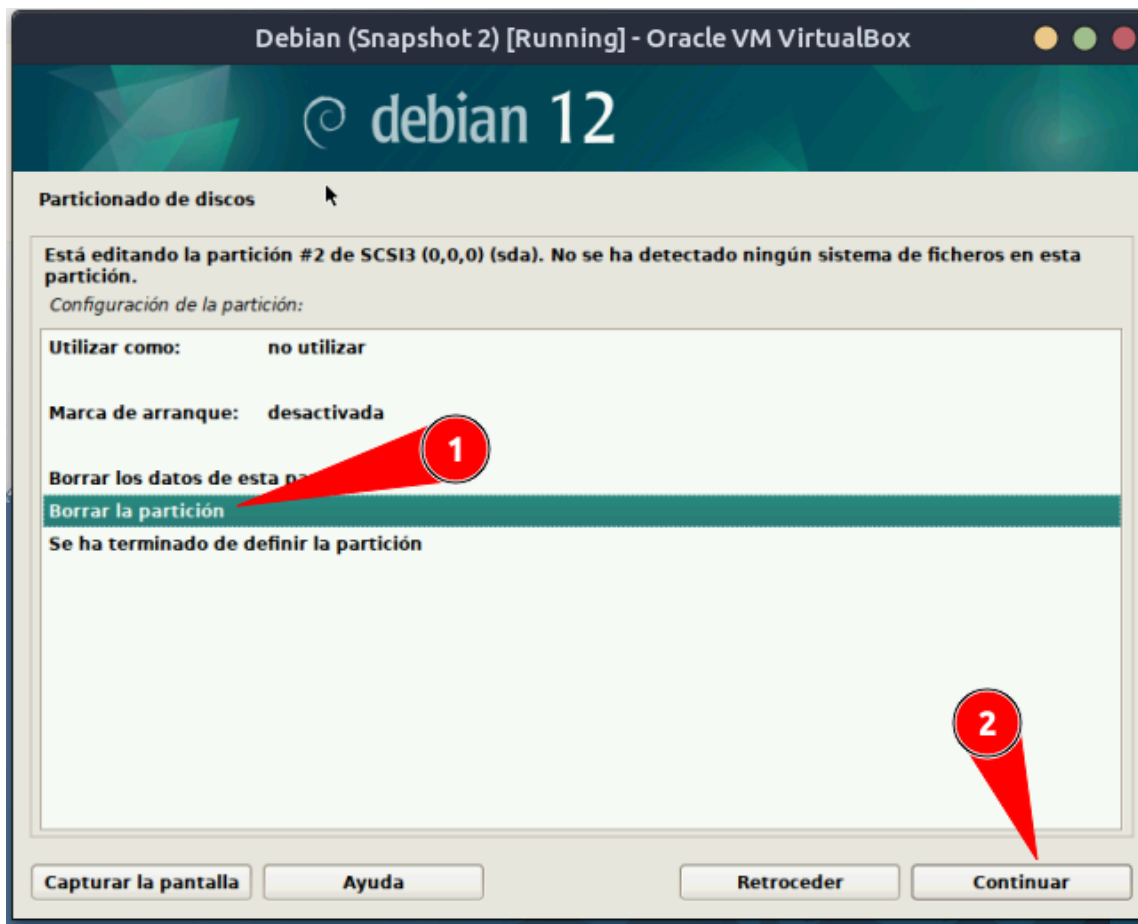 Debian (Snapshot 2) [Running] - Oracle VM VirtualBox
debian 12
Particionado de discos
Está editando la partición #2 de SCSI3 (0,0,0) (sda). No se ha detectado ningún sistema de ficheros en esta
partición.
Configuración de la partición:
Utilizar como: no utilizar
Marca de arranque: desactivada
1
Borrar los datos de esta
Borrar la partición
Se ha terminado de definir la partición
2
Capturar la pantalla Ayuda Retroceder Continuar